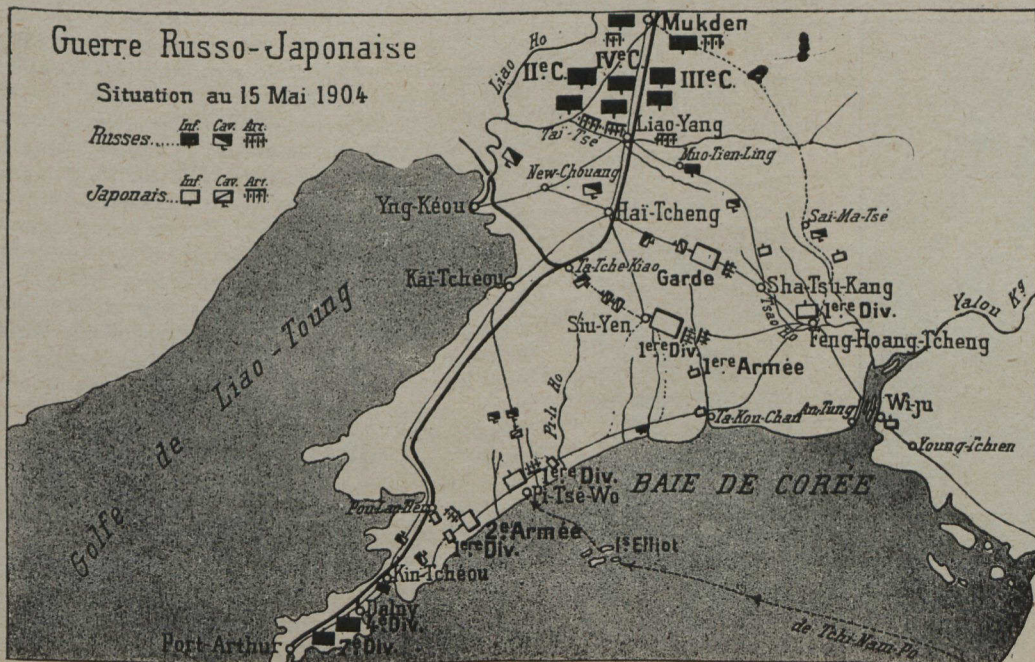 Guerre Russo-Japonaise
Situation au 15 Mai 1904
Inf. Cav. Art.
Russes......
Inf. Cav. Art.
Japonais...
Liao Ho
Mukden
IIe C.
IVe C.
IIIe C.
Taï-Tsé
Liao-Yang
New-Chouang
Muo-Tien-Ling
Yng-Kéou
Haï-Tcheng
Sai-Ma-Tsé
Ta-Tche-Kiao
Garde
Kaï-Tchéou
Sha-Tsu-Kang
Tsao Ho
1ere Div.
Yalou Kg
Siu-Yen
Feng-Hoang-Tcheng
1ere Div.
1ere Armée
Golfe de Liao-Toung
Pi-li Ho
Ta-Kou-Chan
An-Tung
Wi-ju
Young-Tchien
1ere Div.
Pi-Tsé-Wo
BAIE DE CORÉE
2e Armée
1ere Div.
Is Elliot
Kin-Tchéou
Dalny
4e Div.
Port-Arthur
7e Div.
de Tchi-Nam-Po